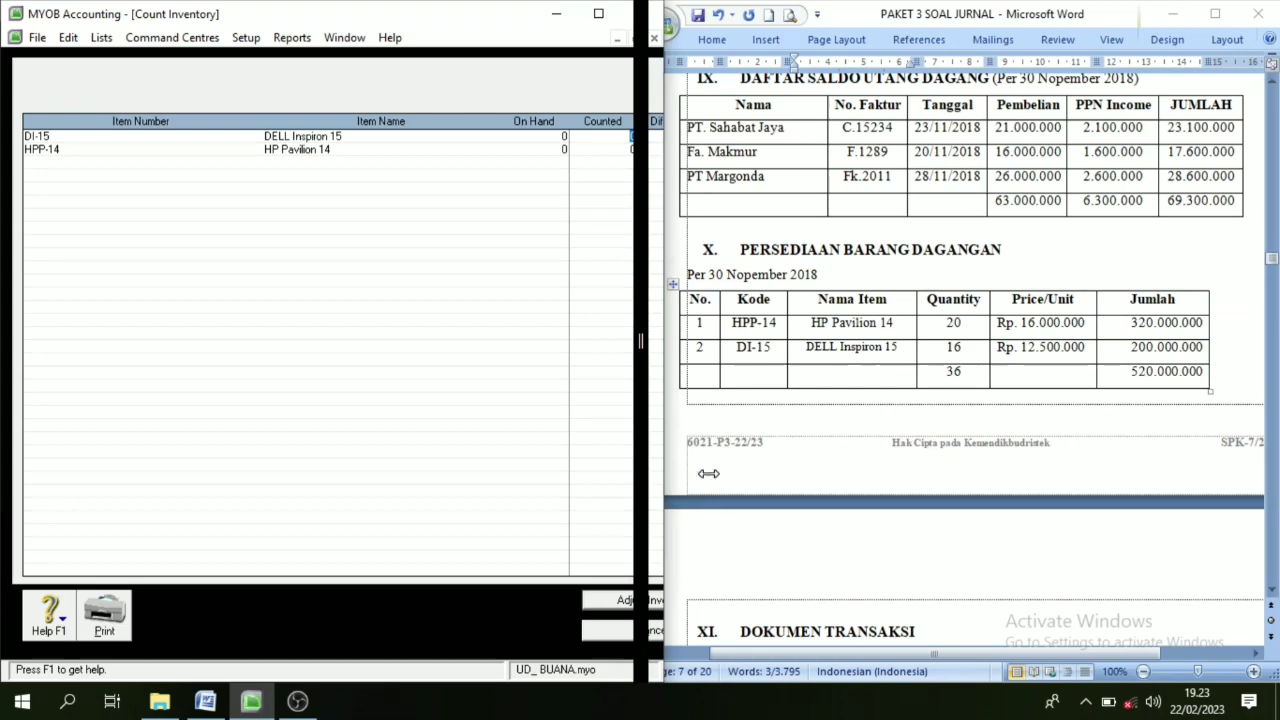 MYOB Accounting - [Count Inventory]
File Edit Lists Command Centres Setup Reports Window Help
Item Number Item Name On Hand Counted Dif
DI-15 DELL Inspiron 15 0
HPP-14 HP Pavilion 14 0
Help F1
Print
Press F1 to get help. UD_ BUANA.myo
PAKET 3 SOAL JURNAL - Microsoft Word
Home Insert Page Layout References Mailings Review View Design Layout
IX. DAFTAR SALDO UTANG DAGANG (Per 30 Nopember 2018)
Nama No. Faktur Tanggal Pembelian PPN Income JUMLAH
PT. Sahabat Jaya C.15234 23/11/2018 21.000.000 2.100.000 23.100.000
Fa. Makmur F.1289 20/11/2018 16.000.000 1.600.000 17.600.000
PT Margonda Fk.2011 28/11/2018 26.000.000 2.600.000 28.600.000
63.000.000 6.300.000 69.300.000
X. PERSEDIAAN BARANG DAGANGAN
Per 30 Nopember 2018
No. Kode Nama Item Quantity Price/Unit Jumlah
1 HPP-14 HP Pavilion 14 20 Rp. 16.000.000 320.000.000
2 DI-15 DELL Inspiron 15 16 Rp. 12.500.000 200.000.000
36 520.000.000
6021-P3-22/23 Hak Cipta pada Kemendikbudristek SPK-7/2
XI. DOKUMEN TRANSAKSI
Activate Windows
Go to Settings to activate Windows.
ge: 7 of 20 Words: 3/3.795 Indonesian (Indonesia) 100%
19.23
22/02/2023